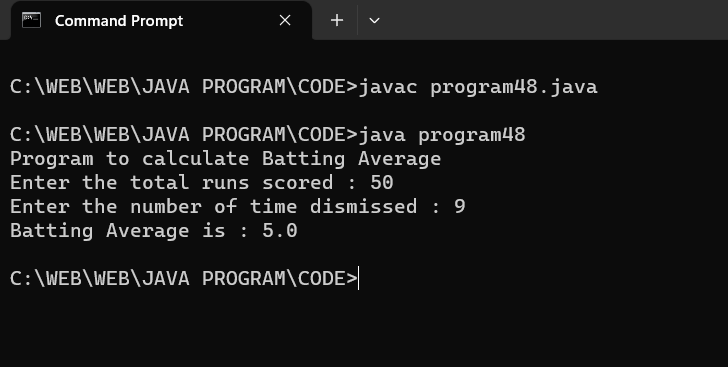 Command Prompt
C:\WEB\WEB\JAVA PROGRAM\CODE>javac program48.java
C:\WEB\WEB\JAVA PROGRAM\CODE>java program48
Program to calculate Batting Average
Enter the total runs scored : 50
Enter the number of time dismissed : 9
Batting Average is : 5.0
C:\WEB\WEB\JAVA PROGRAM\CODE>